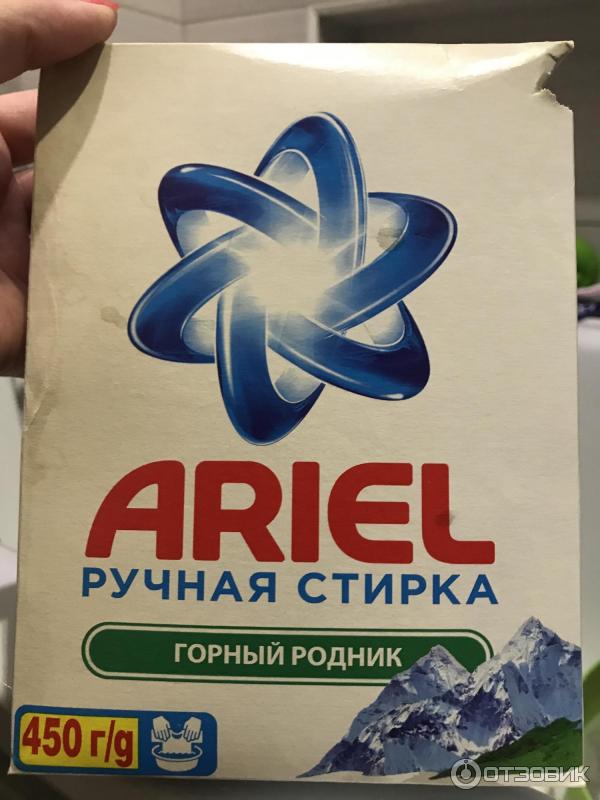 ARIEL
РУЧНАЯ СТИРКА
ГОРНЫЙ РОДНИК
450 г/g
ОТЗОВИК